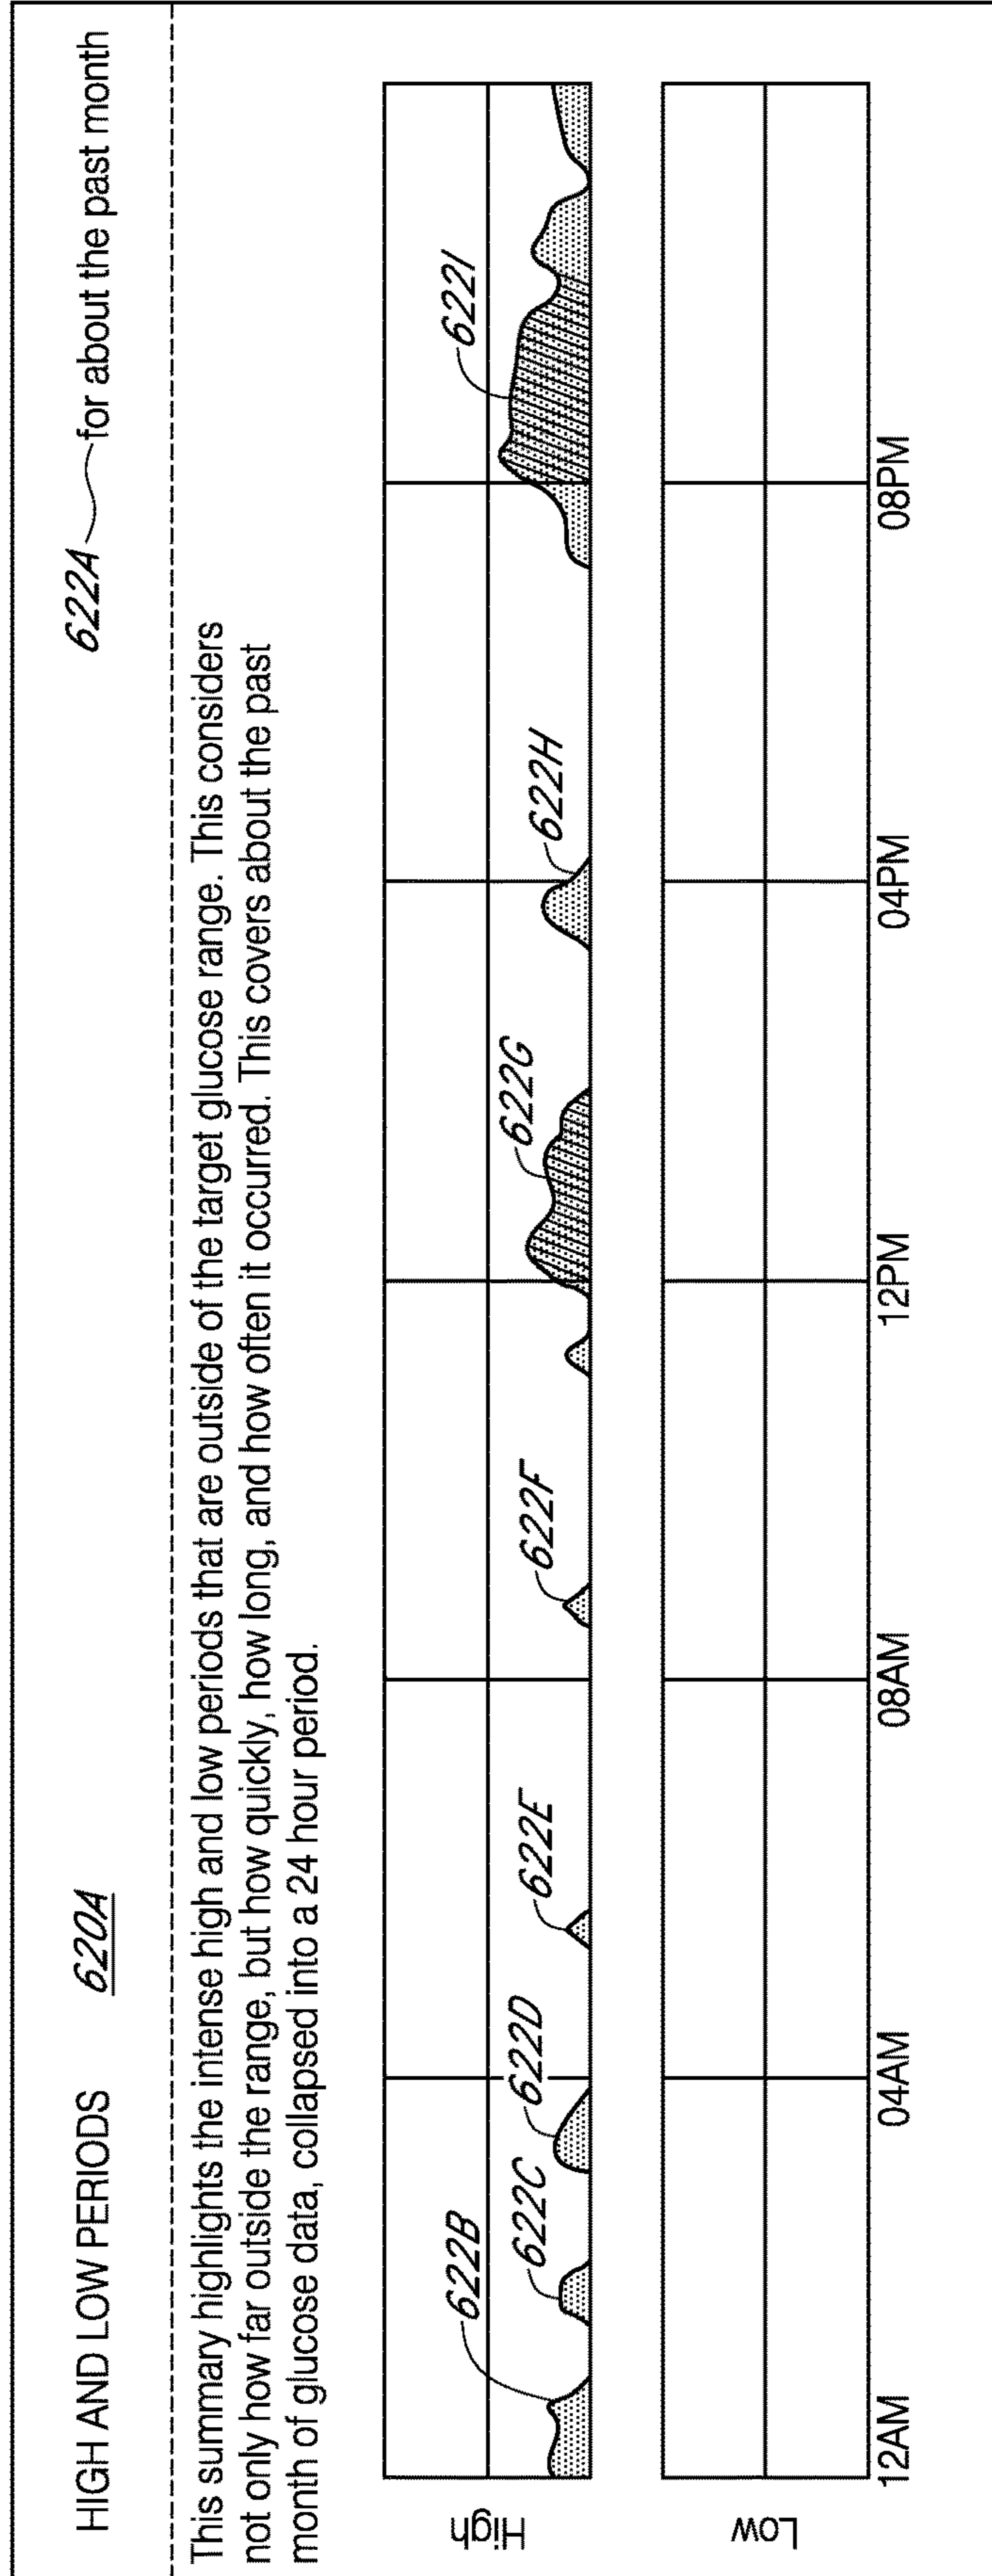 HIGH AND LOW PERIODS 620A 622A for about the past month
This summary highlights the intense high and low periods that are outside of the target glucose range. This considers
not only how far outside the range, but how quickly, how long, and how often it occurred. This covers about the past
month of glucose data, collapsed into a 24 hour period.
High
622B
622C
622D
622E
622F
622G
622H
622I
Low
12AM 04AM 08AM 12PM 04PM 08PM